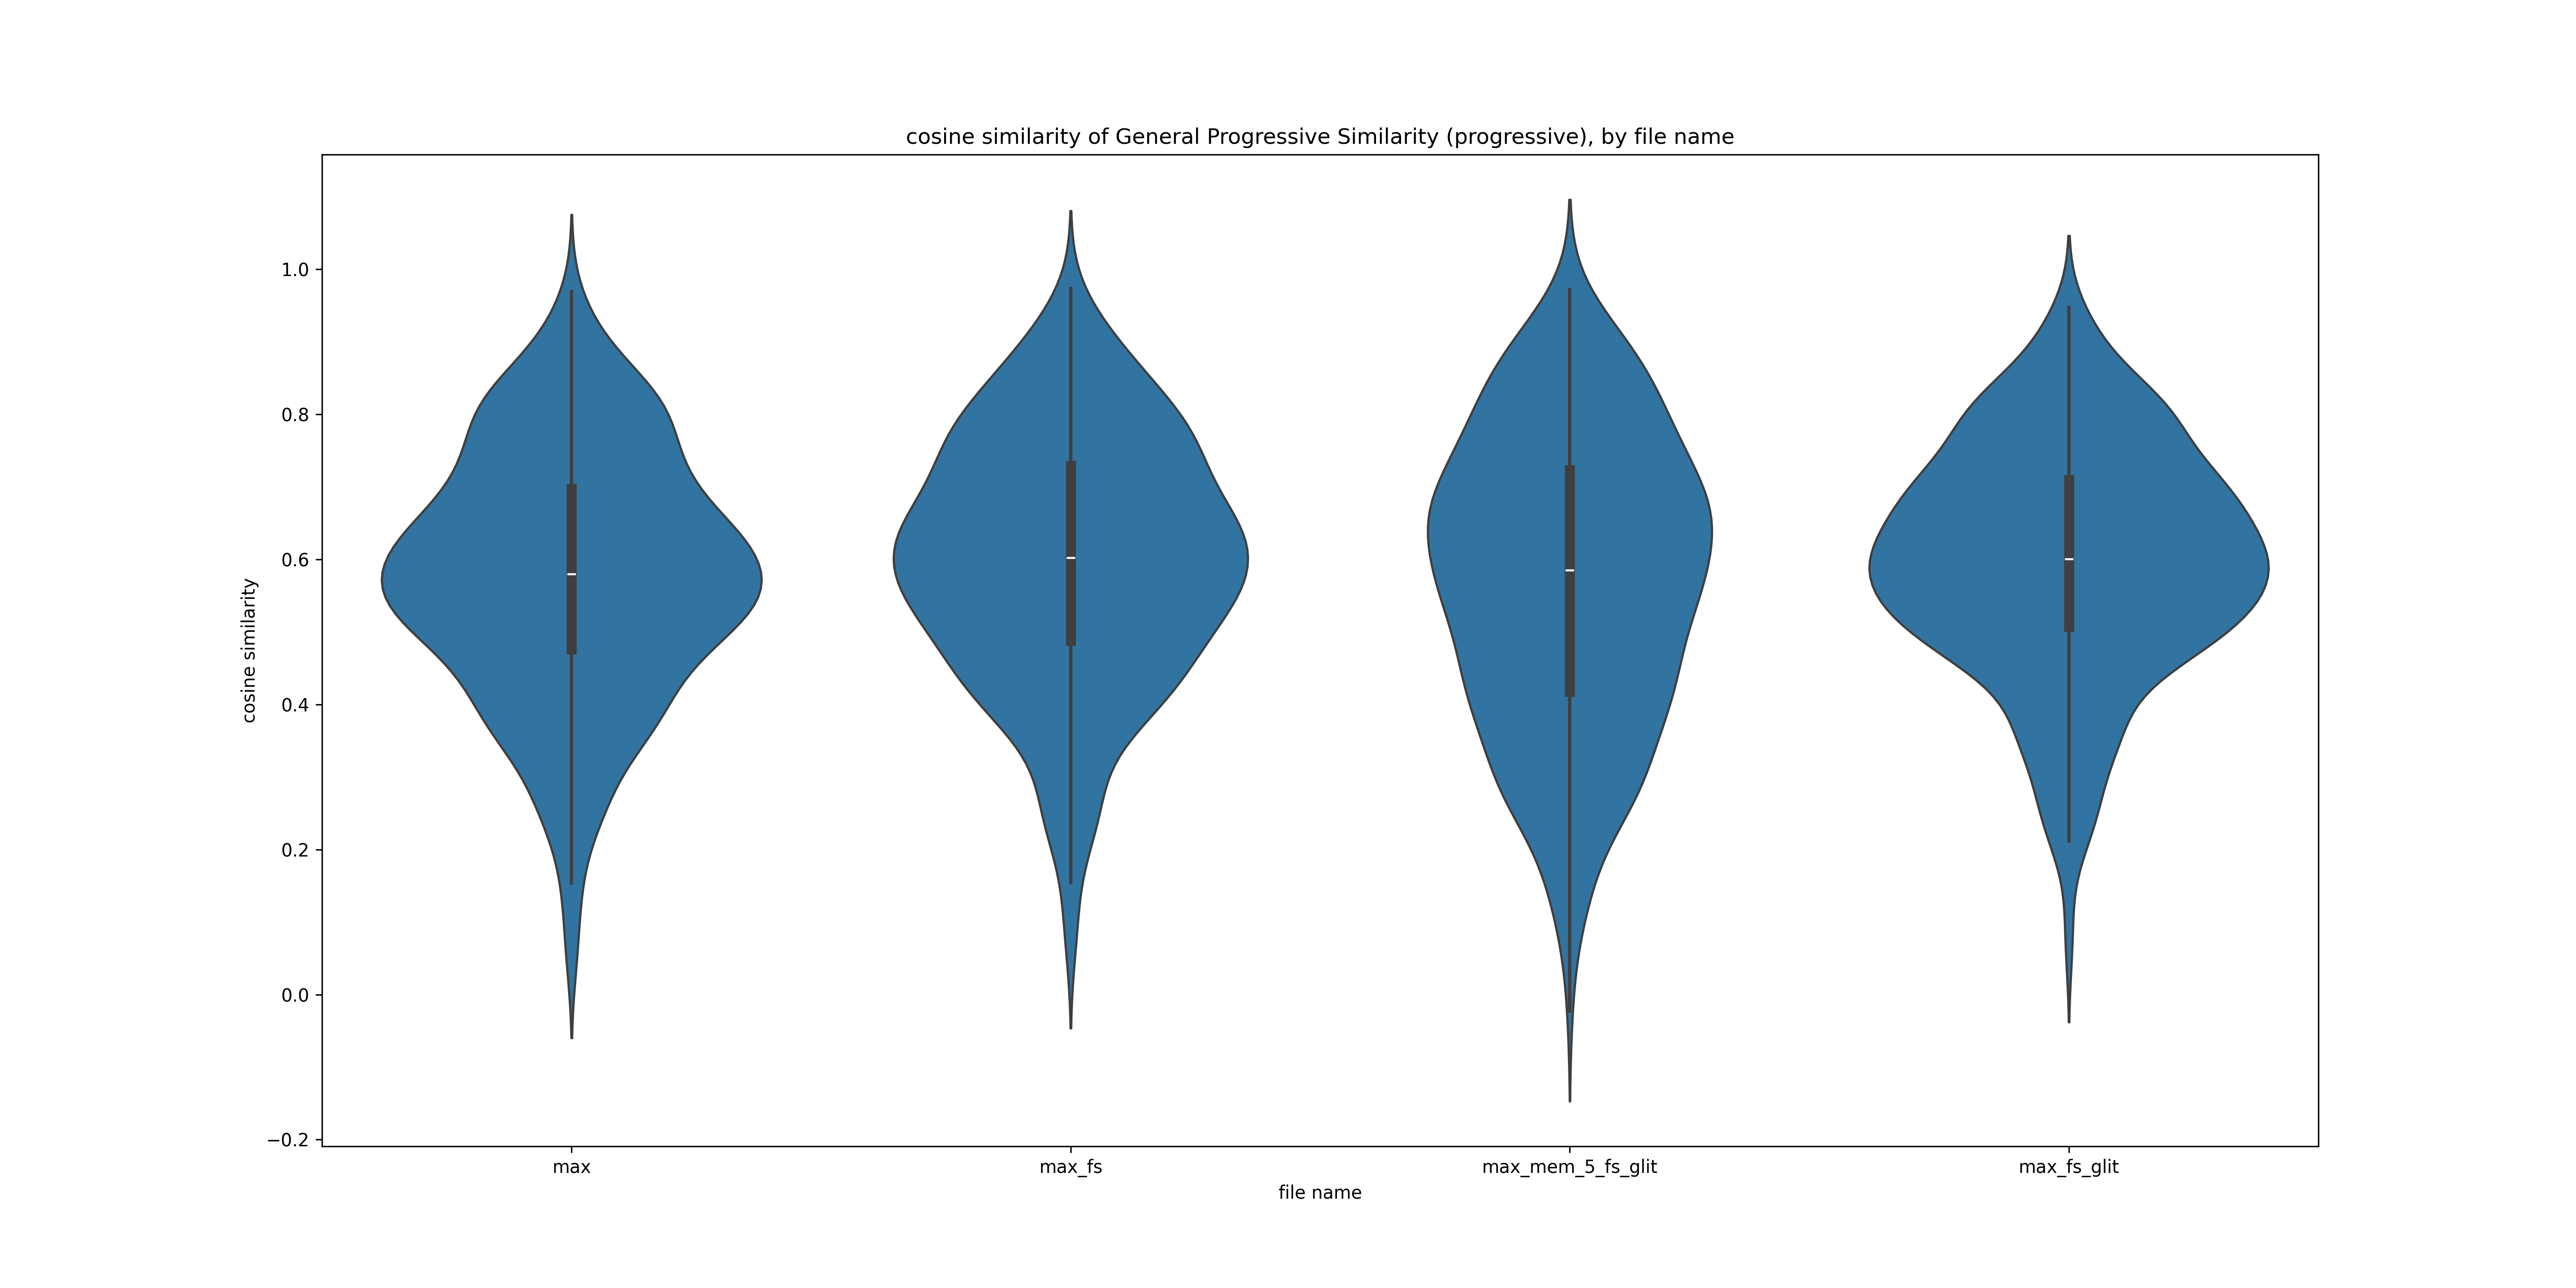 cosine similarity of General Progressive Similarity (progressive), by file name
cosine similarity
1.0
0.8
0.6
0.4
0.2
0.0
−0.2
max max_fs max_mem_5_fs_glit max_fs_glit
file name